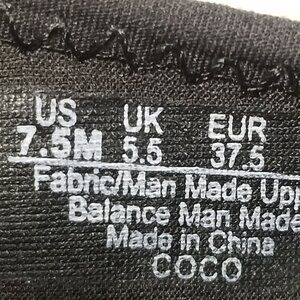 US UK EUR
7.5M 5.5 37.5
Fabric/Man Made Upp
Balance Man Made
Made in China
COCO